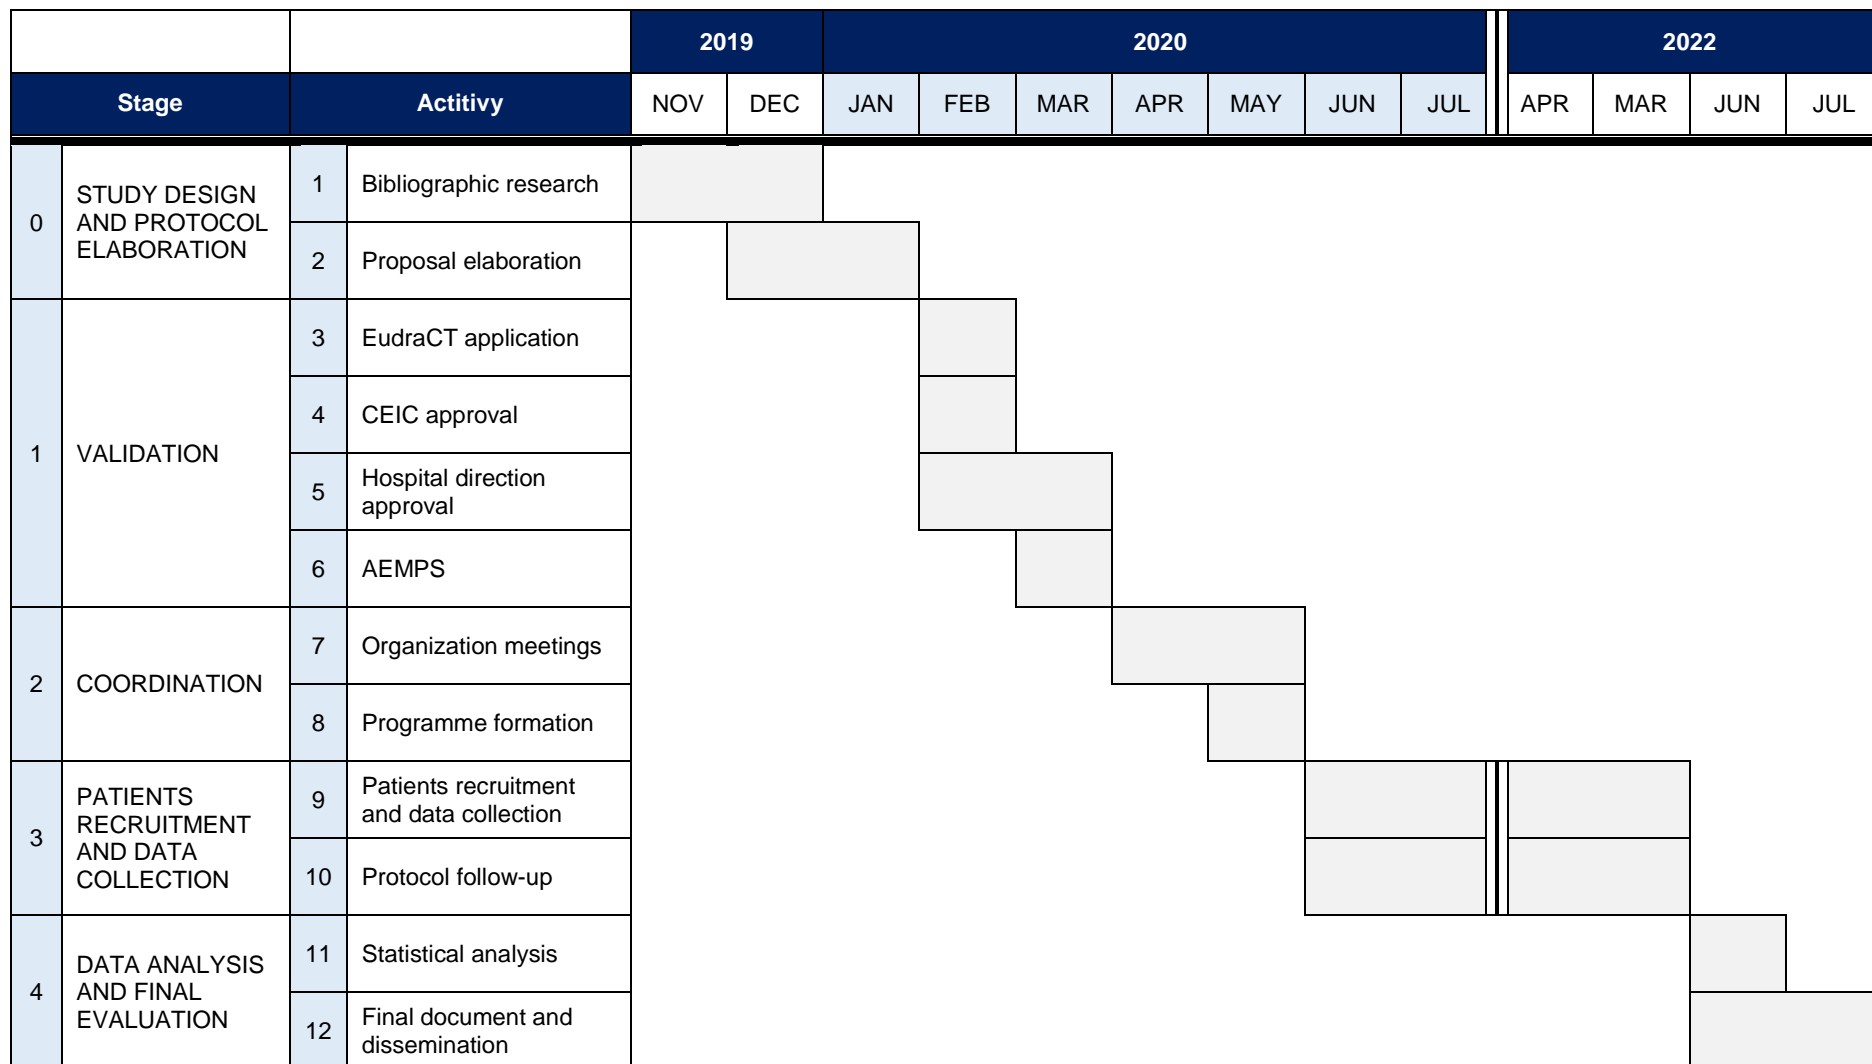 2019 2020 2022
Stage Actitivy NOV DEC JAN FEB MAR APR MAY JUN JUL APR MAR JUN JUL
0
STUDY DESIGN
AND PROTOCOL
ELABORATION
1 Bibliographic research
2 Proposal elaboration
1
VALIDATION
3 EudraCT application
4 CEIC approval
5
Hospital direction
approval
6 AEMPS
2
COORDINATION
7 Organization meetings
8 Programme formation
3
PATIENTS
RECRUITMENT
AND DATA
COLLECTION
9
Patients recruitment
and data collection
10 Protocol follow-up
4
DATA ANALYSIS
AND FINAL
EVALUATION
11 Statistical analysis
12
Final document and
dissemination